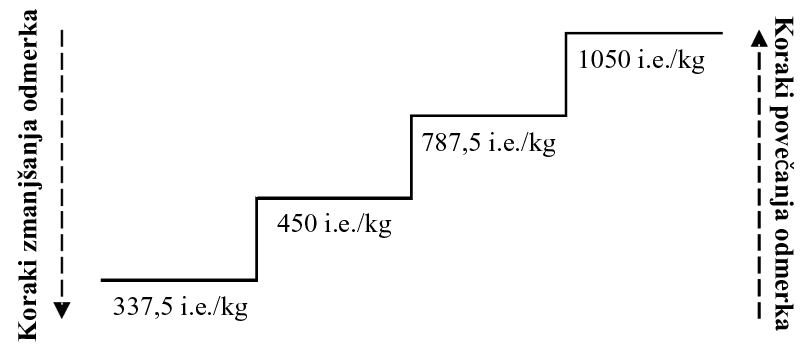 Koraki zmanjšanja odmerka
1050 i.e./kg
787,5 i.e./kg
450 i.e./kg
337,5 i.e./kg
Koraki povečanja odmerka